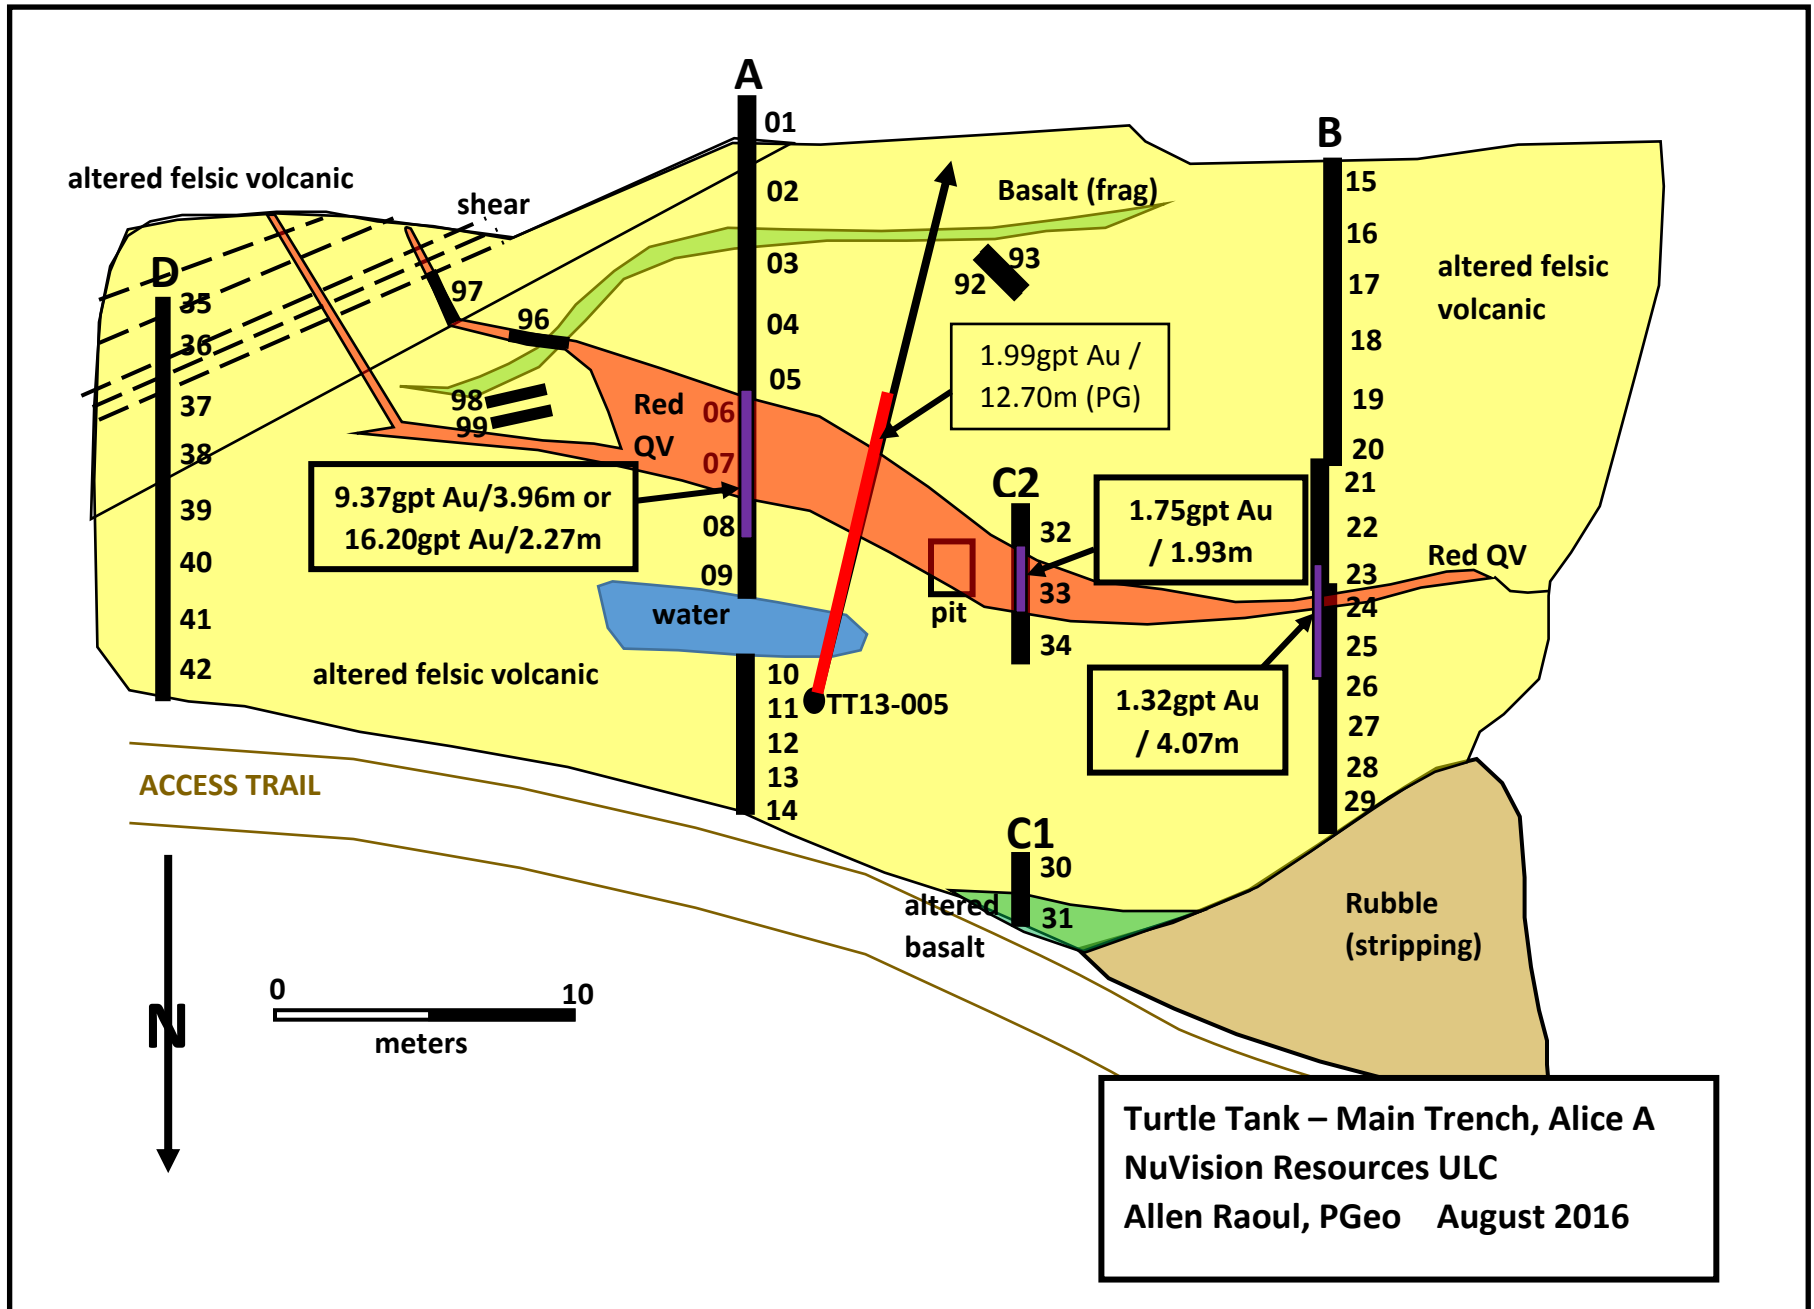 A
01
B
altered felsic volcanic
02
Basalt (frag)
15
shear
16
03
93
92
altered felsic
volcanic
D
35
97
17
96
04
36
18
1.99gpt Au /
12.70m (PG)
05
37
98
99
Red
QV
06
19
38
07
20
9.37gpt Au/3.96m or
16.20gpt Au/2.27m
C2
21
39
08
32
1.75gpt Au
/ 1.93m
22
40
09
Red QV
23
33
24
water
pit
41
34
25
42
altered felsic volcanic
10
26
11
TT13-005
1.32gpt Au
/ 4.07m
27
12
ACCESS TRAIL
13
28
14
29
C1
30
altered
basalt
31
Rubble
(stripping)
N
0
10
meters
Turtle Tank – Main Trench, Alice A
NuVision Resources ULC
Allen Raoul, PGeo August 2016